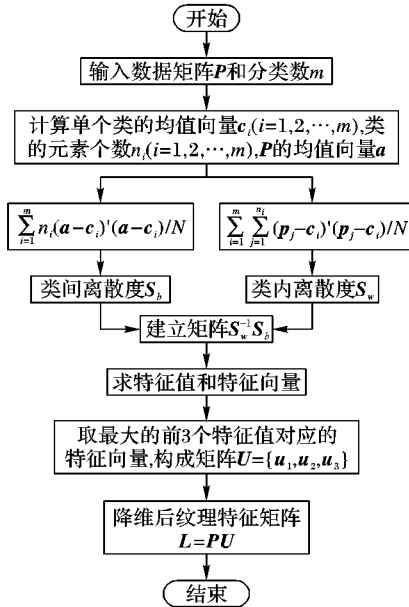 开始
输入数据矩阵P和分类数m
计算单个类的均值向量c_i(i=1,2,⋯,m),类
的元素个数n_i(i=1,2,⋯,m),P的均值向量a
∑_{i=1}^{m} n_i(a-c_i)'(a-c_i)/N
∑_{i=1}^{m} ∑_{j=1}^{n_i} (p_j-c_i)'(p_j-c_i)/N
类间离散度S_b
类内离散度S_w
建立矩阵S_w^{-1}S_b
求特征值和特征向量
取最大的前3个特征值对应的
特征向量,构成矩阵U={u_1,u_2,u_3}
降维后纹理特征矩阵
L=PU
结束